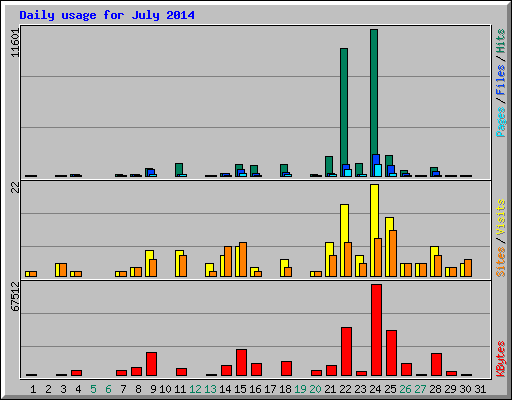 Daily usage for July 2014
11601
Pages / Files / Hits
22
Sites / Visits
67512
KBytes
1 2 3 4 5 6 7 8 9 10 11 12 13 14 15 16 17 18 19 20 21 22 23 24 25 26 27 28 29 30 31